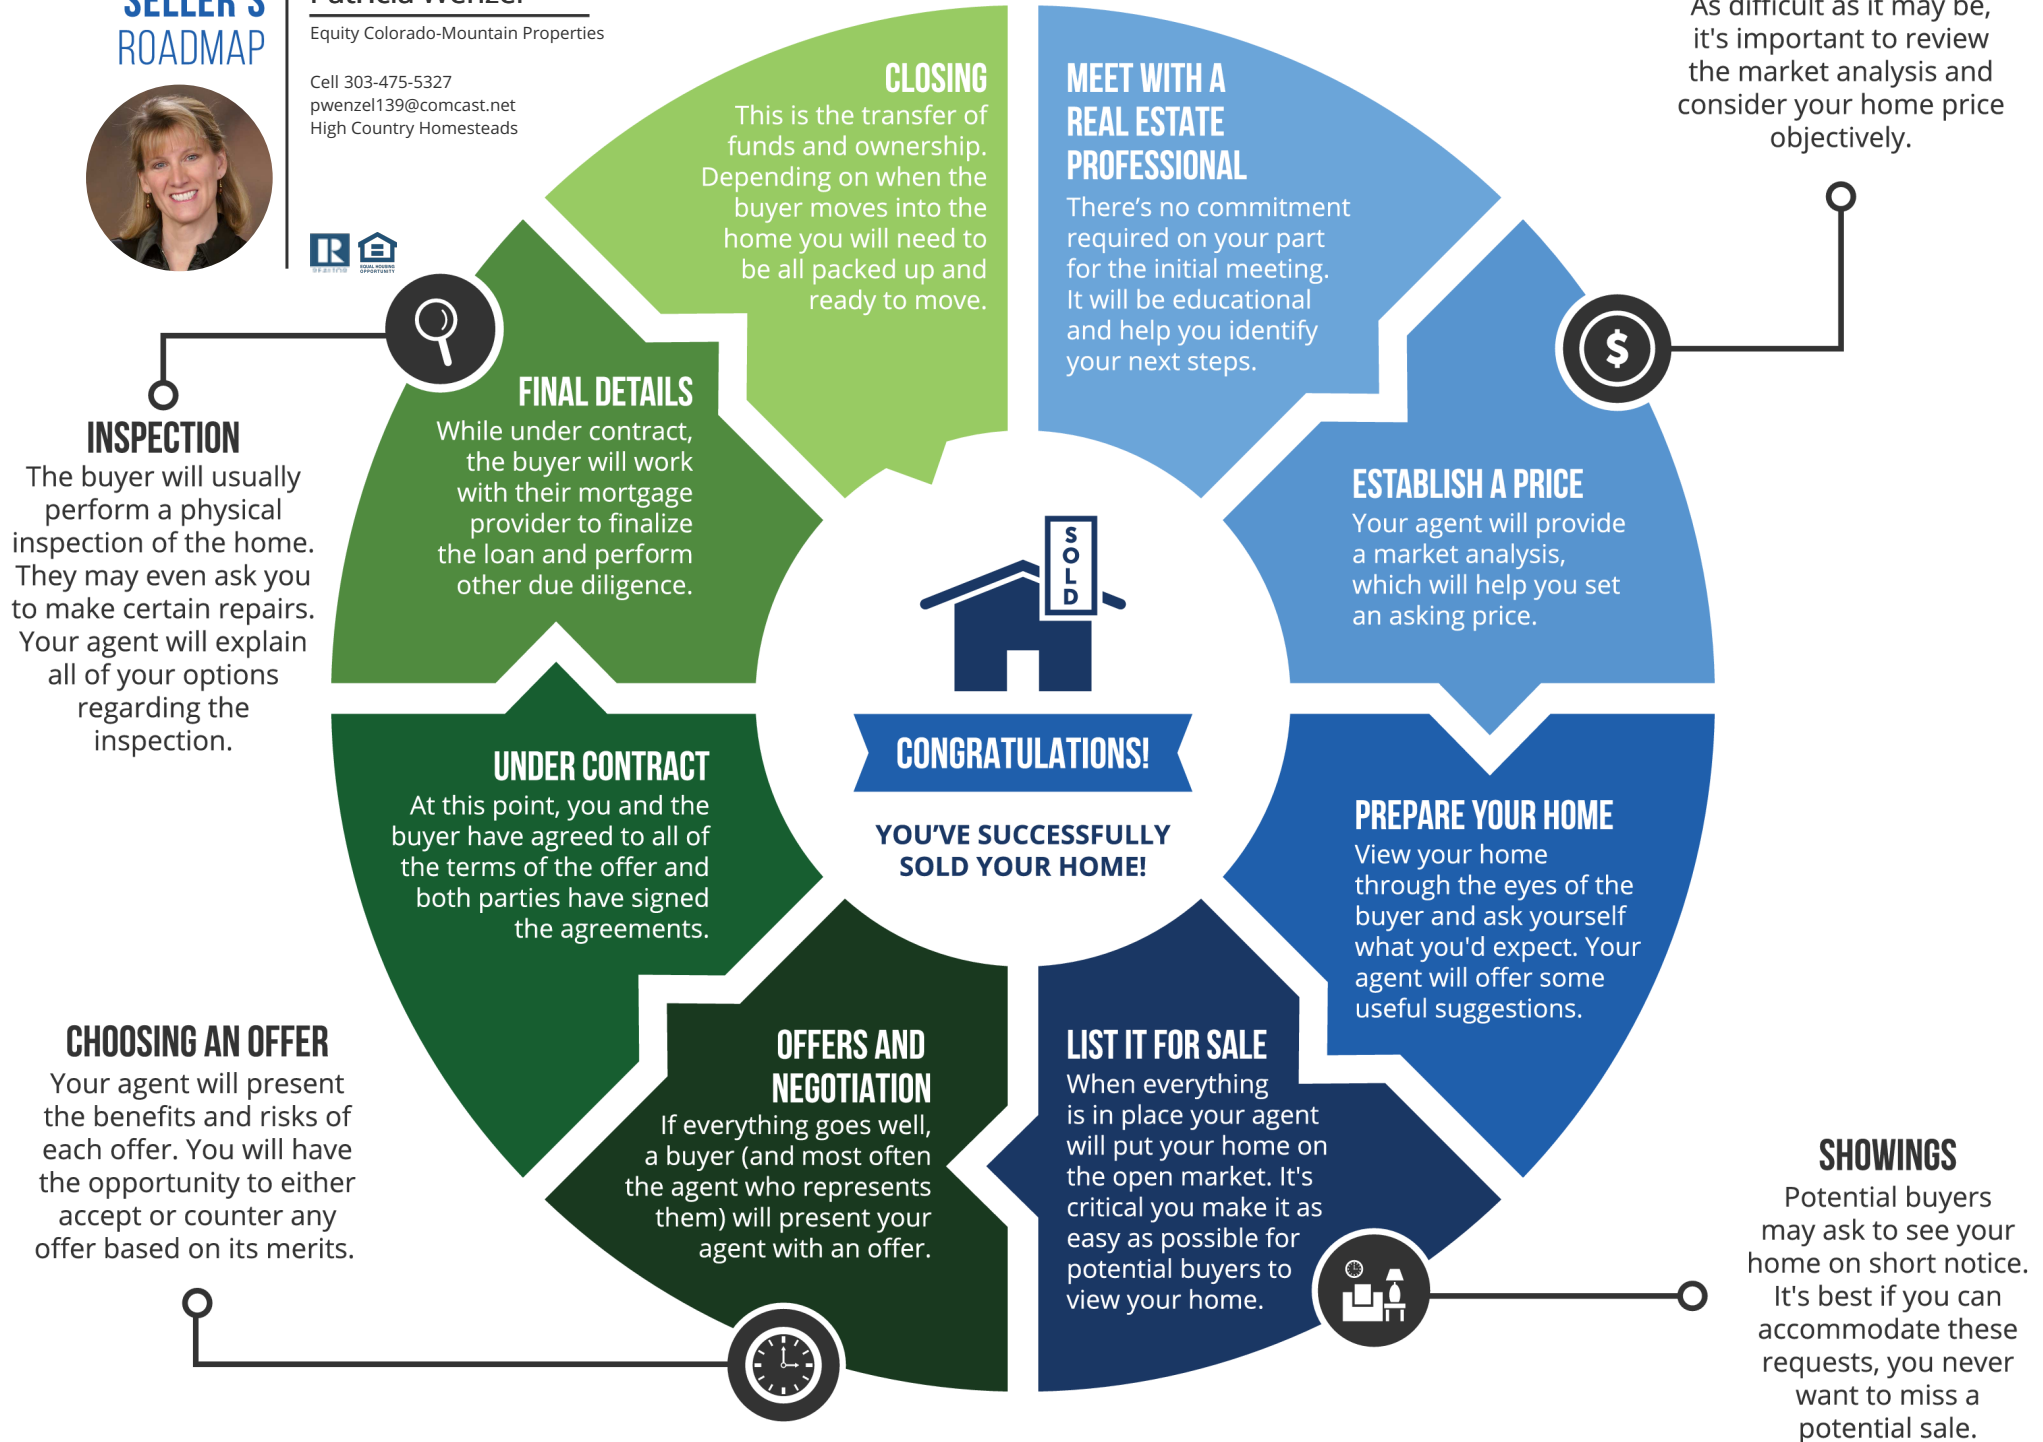 SELLER'S
ROADMAP
Patricia Wenzel
Equity Colorado-Mountain Properties
Cell 303-475-5327
pwenzel139@comcast.net
High Country Homesteads
REALTOR
EQUAL HOUSING
OPPORTUNITY
MEET WITH A
REAL ESTATE
PROFESSIONAL
There's no commitment
required on your part
for the initial meeting.
It will be educational
and help you identify
your next steps.
As difficult as it may be,
it's important to review
the market analysis and
consider your home price
objectively.
$
ESTABLISH A PRICE
Your agent will provide
a market analysis,
which will help you set
an asking price.
PREPARE YOUR HOME
View your home
through the eyes of the
buyer and ask yourself
what you'd expect. Your
agent will offer some
useful suggestions.
LIST IT FOR SALE
When everything
is in place your agent
will put your home on
the open market. It's
critical you make it as
easy as possible for
potential buyers to
view your home.
SHOWINGS
Potential buyers
may ask to see your
home on short notice.
It's best if you can
accommodate these
requests, you never
want to miss a
potential sale.
OFFERS AND
NEGOTIATION
If everything goes well,
a buyer (and most often
the agent who represents
them) will present your
agent with an offer.
CHOOSING AN OFFER
Your agent will present
the benefits and risks of
each offer. You will have
the opportunity to either
accept or counter any
offer based on its merits.
UNDER CONTRACT
At this point, you and the
buyer have agreed to all of
the terms of the offer and
both parties have signed
the agreements.
INSPECTION
The buyer will usually
perform a physical
inspection of the home.
They may even ask you
to make certain repairs.
Your agent will explain
all of your options
regarding the
inspection.
FINAL DETAILS
While under contract,
the buyer will work
with their mortgage
provider to finalize
the loan and perform
other due diligence.
CLOSING
This is the transfer of
funds and ownership.
Depending on when the
buyer moves into the
home you will need to
be all packed up and
ready to move.
SOLD
CONGRATULATIONS!
YOU'VE SUCCESSFULLY
SOLD YOUR HOME!